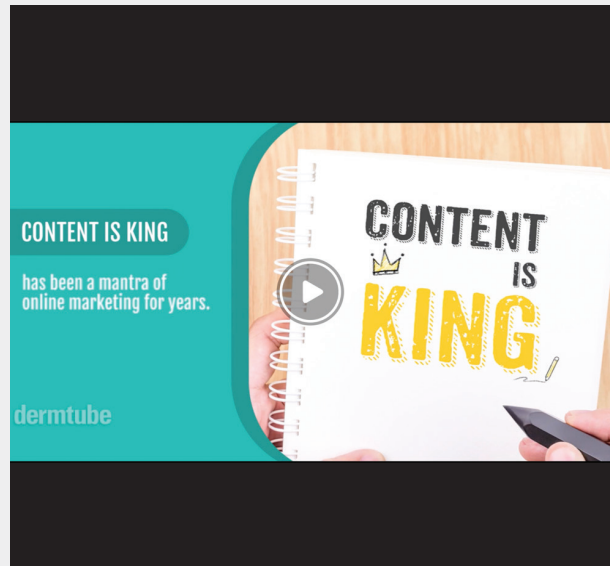 CONTENT IS KING
has been a mantra of
online marketing for years.
dermtube
CONTENT
IS
KING